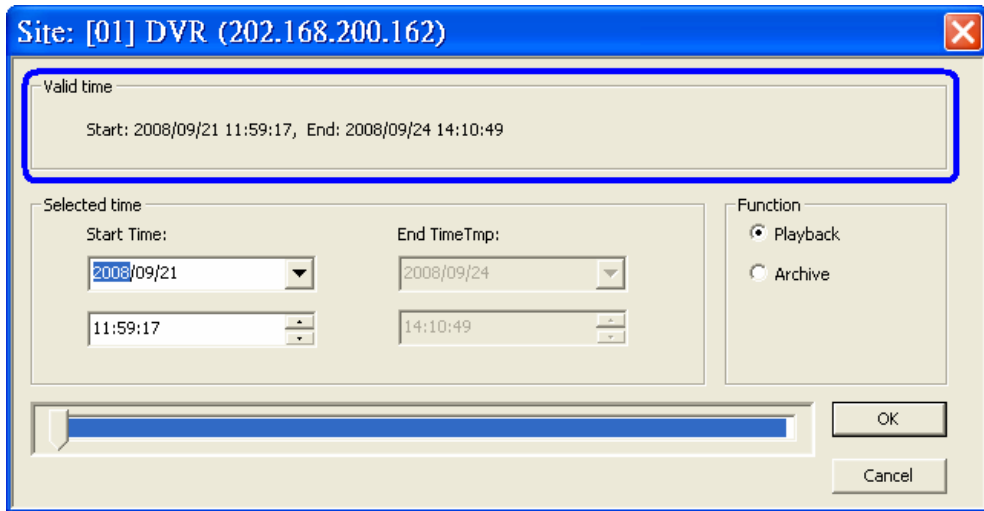 Site: [01] DVR (202.168.200.162)
Valid time
Start: 2008/09/21 11:59:17, End: 2008/09/24 14:10:49
Selected time
Start Time:
End TimeTmp:
2008/09/21
2008/09/24
11:59:17
14:10:49
Function
Playback
Archive
OK
Cancel